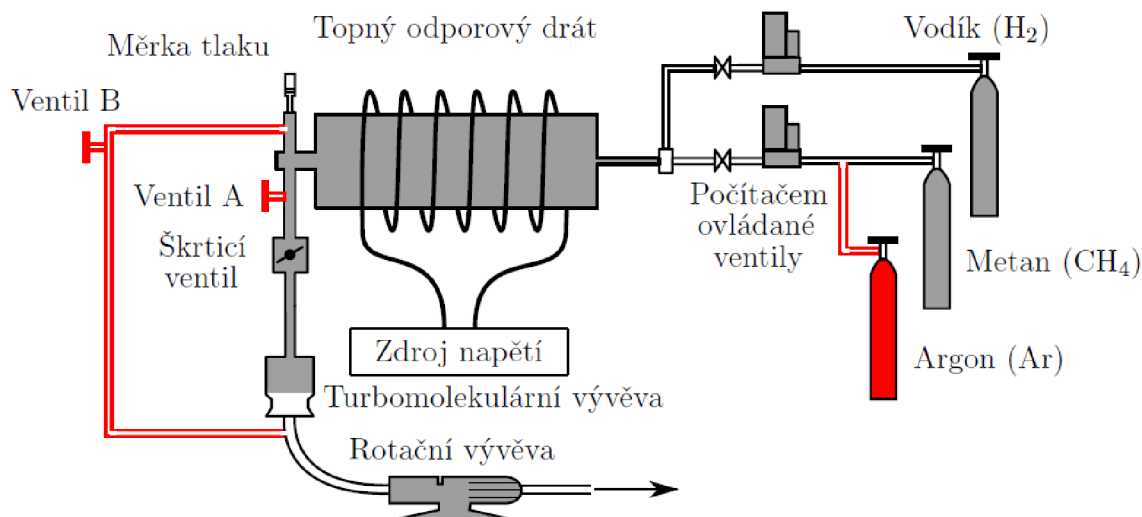 Měrka tlaku
Topný odporový drát
Vodík (H₂)
Ventil B
Ventil A
Škrticí
ventil
Počítačem
ovládané
ventily
Metan (CH₄)
Zdroj napětí
Argon (Ar)
Turbomolekulární vývěva
Rotační vývěva